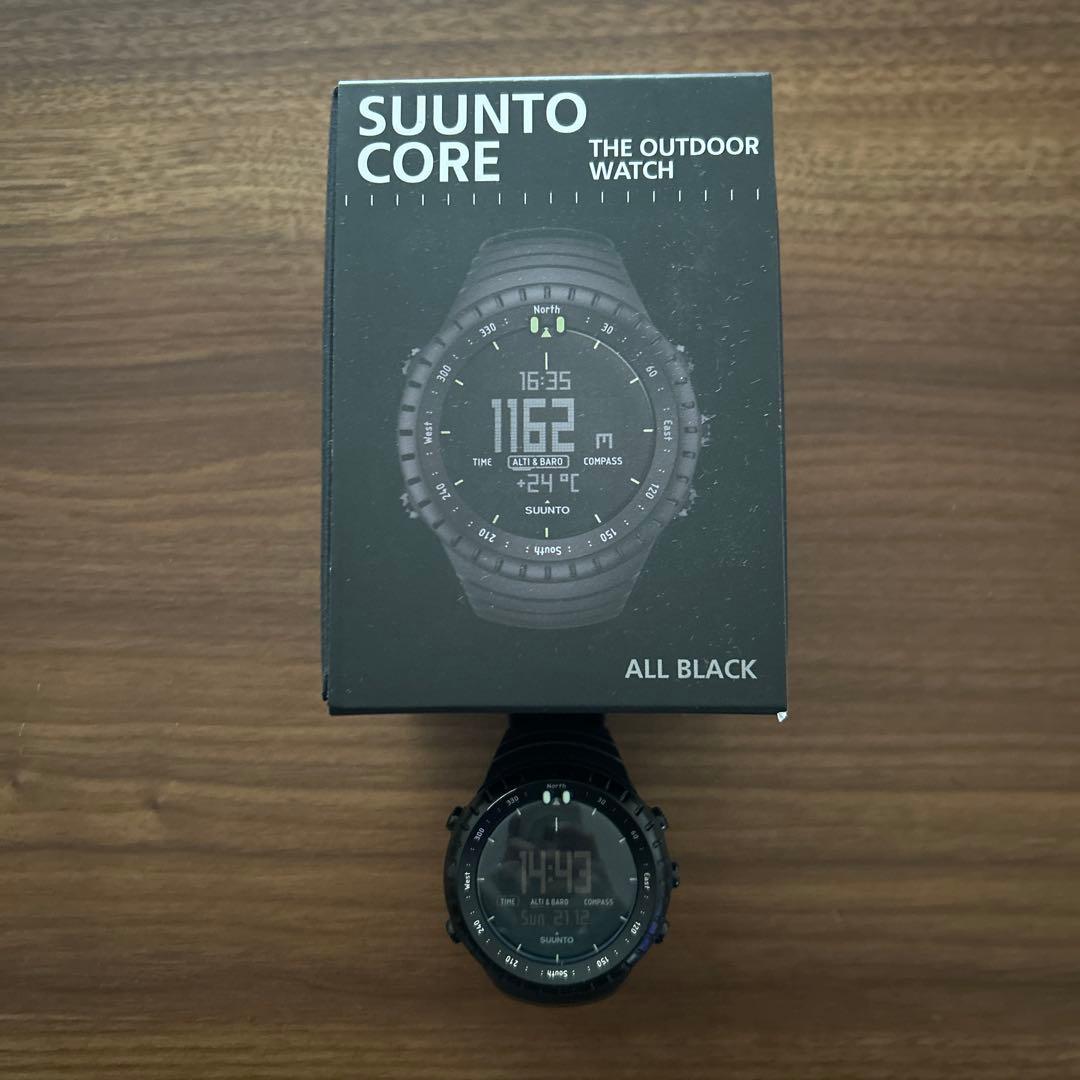 SUUNTO
CORE
THE OUTDOOR
WATCH
North
330 30
300 60
16:35
1162 m
West East
TIME ALTI & BARO COMPASS
+24 °C
240 120
SUUNTO
210 150
South
ALL BLACK
North
330 30
300 60
14:43
West East
TIME ALTI & BARO COMPASS
Sun 21.12
240 120
SUUNTO
210 150
South